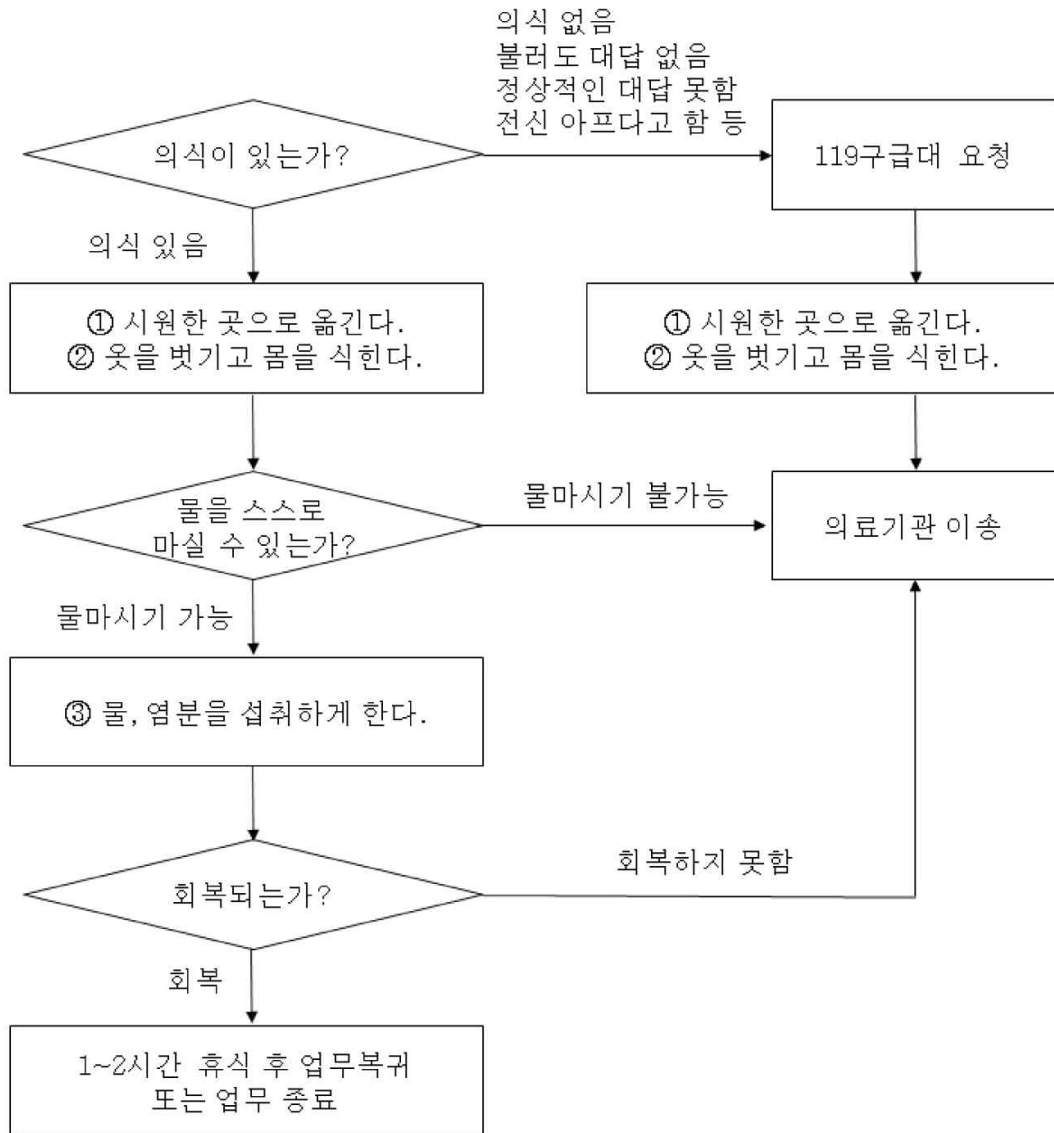 의식 없음
불러도 대답 없음
정상적인 대답 못함
전신 아프다고 함 등
의식이 있는가?
119구급대 요청
의식 있음
① 시원한 곳으로 옮긴다.
② 옷을 벗기고 몸을 식힌다.
① 시원한 곳으로 옮긴다.
② 옷을 벗기고 몸을 식힌다.
물을 스스로
마실 수 있는가?
물마시기 불가능
의료기관 이송
물마시기 가능
③ 물, 염분을 섭취하게 한다.
회복되는가?
회복하지 못함
회복
1~2시간 휴식 후 업무복귀
또는 업무 종료